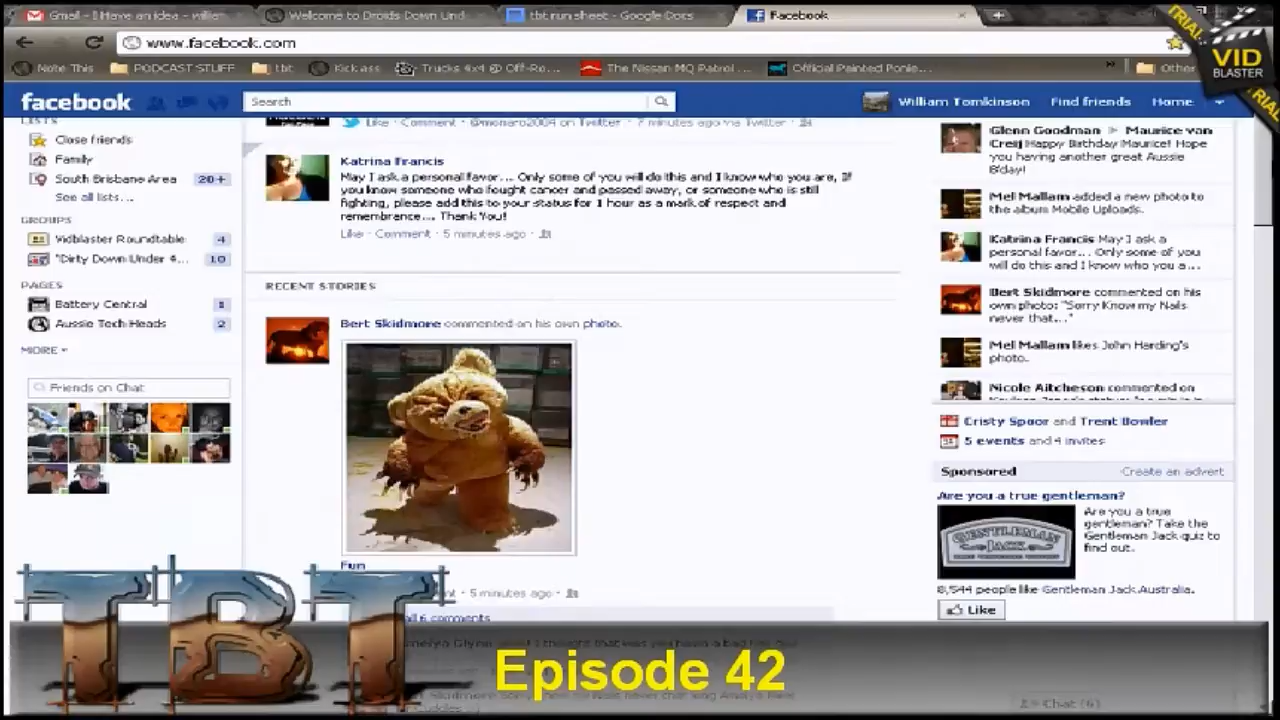 Gmail - I Have an idea - willia
Welcome to Droids Down Und
tbt run sheet - Google Docs
Facebook
www.facebook.com
Note This
PODCAST STUFF
tbt
Kick ass
Trucks 4x4 @ Off-Ro...
The Nissan MQ Patrol ...
Official Painted Ponie...
Other
TRIAL
VID
BLASTER
TRIAL
facebook
Search
William Tomkinson
Find friends
Home
LISTS
Close friends
Family
South Brisbane Area 20+
See all lists...
GROUPS
Vidblaster Roundtable 4
"Dirty Down Under 4... 10
PAGES
Battery Central 1
Aussie Tech Heads 2
MORE
Friends on Chat
Like · Comment · @monaro2004 on Twitter · 7 minutes ago via Twitter ·
Katrina Francis
May I ask a personal favor... Only some of you will do this and I know who you are, If
you know someone who fought cancer and passed away, or someone who is still
fighting, please add this to your status for 1 hour as a mark of respect and
remembrance... Thank You!
Like · Comment · 5 minutes ago ·
RECENT STORIES
Bert Skidmore commented on his own photo.
Fun
5 minutes ago ·
all 6 comments
Glenn Goodman ▶ Maurice van
Creij Happy Birthday Maurice! Hope
you having another great Aussie
B'day!
Mel Mallam added a new photo to
the album Mobile Uploads.
Katrina Francis May I ask a
personal favor... Only some of you
will do this and I know who you a...
Bert Skidmore commented on his
own photo: "Sorry Know my Nails
never that..."
Mel Mallam likes John Harding's
photo.
Nicole Aitcheson commented on
Cristy Spoor and Trent Bowler
5 events and 4 invites
Sponsored
Create an advert
Are you a true gentleman?
GENTLEMAN
JACK
Are you a true
gentleman? Take the
Gentleman Jack quiz to
find out.
8,544 people like Gentleman Jack Australia.
Like
Chat (6)
TBT
Episode 42